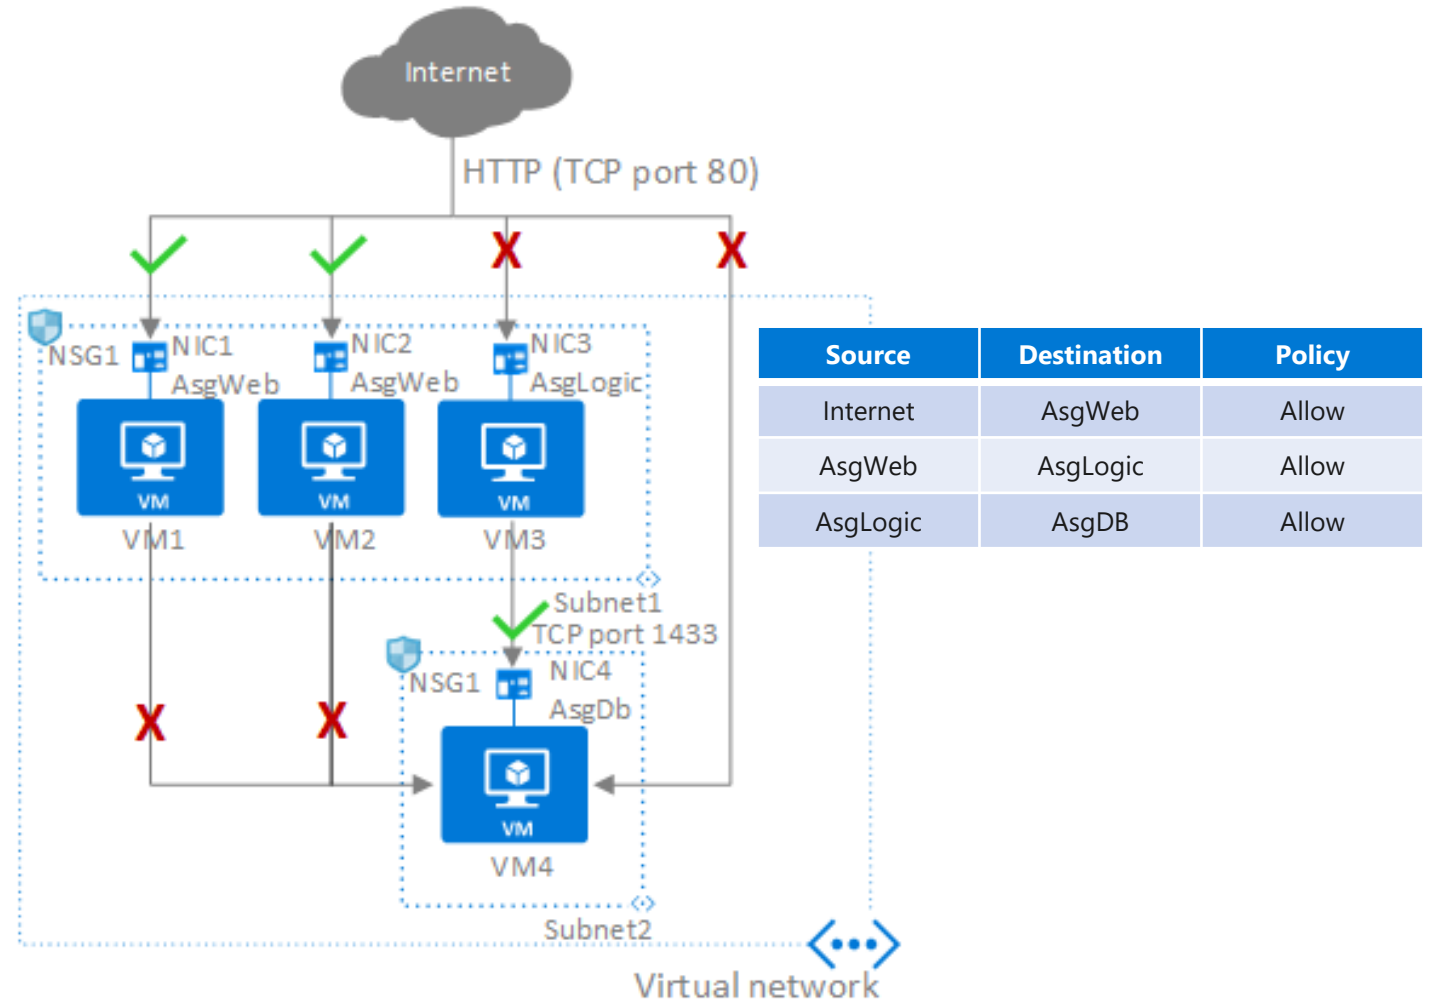 Internet
HTTP (TCP port 80)
X X
NSG1
NIC1
AsgWeb
NIC2
AsgWeb
NIC3
AsgLogic
VM
VM
VM
VM1
VM2
VM3
Source Destination Policy
Internet AsgWeb Allow
AsgWeb AsgLogic Allow
AsgLogic AsgDB Allow
Subnet1
TCP port 1433
NSG1
NIC4
AsgDb
X X
VM
VM4
Subnet2
Virtual network